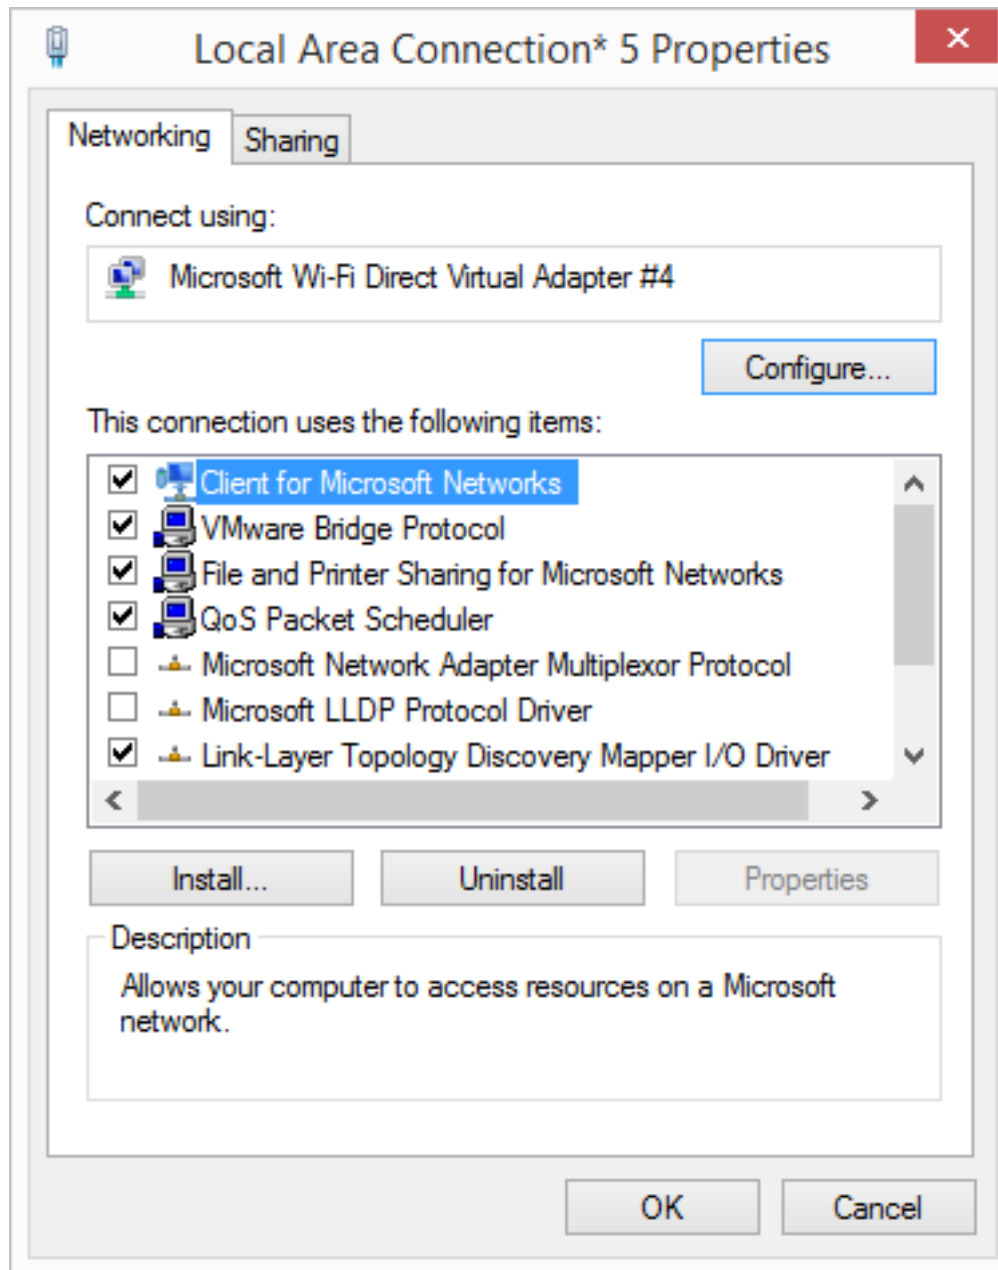 Local Area Connection* 5 Properties
Networking
Sharing
Connect using:
Microsoft Wi-Fi Direct Virtual Adapter #4
Configure...
This connection uses the following items:
Client for Microsoft Networks
VMware Bridge Protocol
File and Printer Sharing for Microsoft Networks
QoS Packet Scheduler
Microsoft Network Adapter Multiplexor Protocol
Microsoft LLDP Protocol Driver
Link-Layer Topology Discovery Mapper I/O Driver
Install...
Uninstall
Properties
Description
Allows your computer to access resources on a Microsoft
network.
OK
Cancel